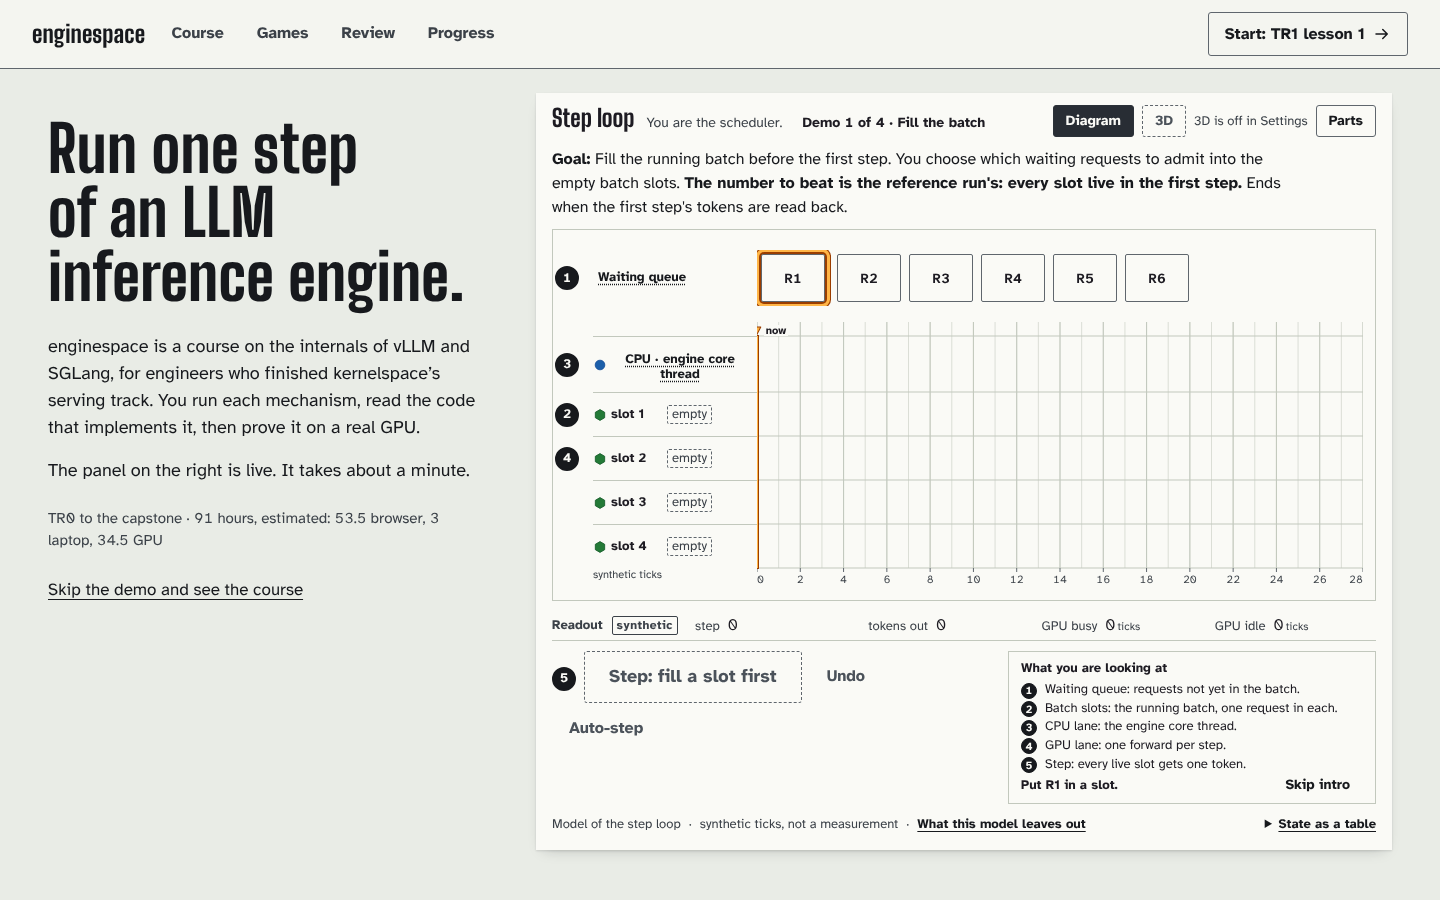 enginespace
Course
Games
Review
Progress
Start: TR1 lesson 1 →
Run one step
of an LLM
inference engine.
enginespace is a course on the internals of vLLM and
SGLang, for engineers who finished kernelspace’s
serving track. You run each mechanism, read the code
that implements it, then prove it on a real GPU.
The panel on the right is live. It takes about a minute.
TR0 to the capstone · 91 hours, estimated: 53.5 browser, 3
laptop, 34.5 GPU
Skip the demo and see the course
Step loop
You are the scheduler.
Demo 1 of 4 · Fill the batch
Diagram
3D
3D is off in Settings
Parts
Goal: Fill the running batch before the first step. You choose which waiting requests to admit into the
empty batch slots. The number to beat is the reference run's: every slot live in the first step. Ends
when the first step's tokens are read back.
1 Waiting queue
R1 R2 R3 R4 R5 R6
now
3 CPU · engine core
thread
2 slot 1 empty
4 slot 2 empty
slot 3 empty
slot 4 empty
synthetic ticks
0 2 4 6 8 10 12 14 16 18 20 22 24 26 28
Readout synthetic step 0 tokens out 0 GPU busy 0 ticks GPU idle 0 ticks
5 Step: fill a slot first
Undo
Auto-step
What you are looking at
1 Waiting queue: requests not yet in the batch.
2 Batch slots: the running batch, one request in each.
3 CPU lane: the engine core thread.
4 GPU lane: one forward per step.
5 Step: every live slot gets one token.
Put R1 in a slot.
Skip intro
Model of the step loop · synthetic ticks, not a measurement · What this model leaves out
▶ State as a table